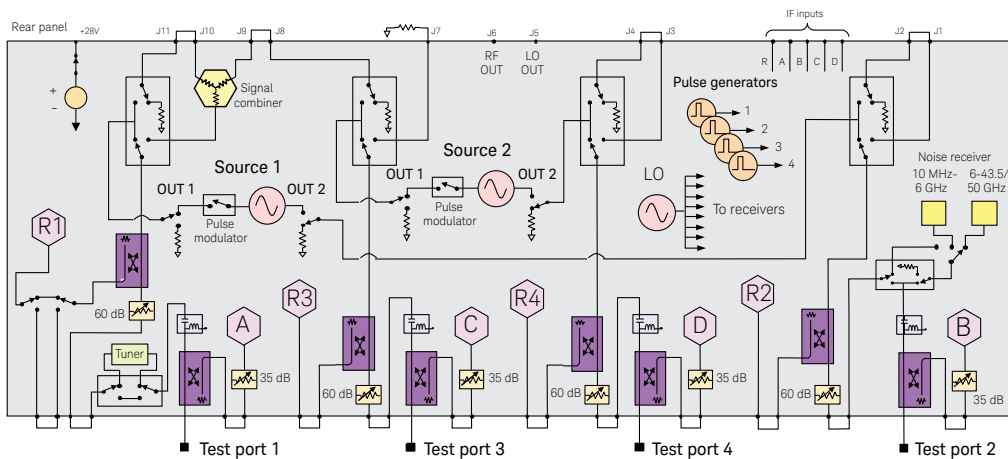 Rear panel
+28V
J11
J10
J9
J8
J7
J6
J5
J4
J3
IF inputs
J2
J1
RF
OUT
LO
OUT
R
A
B
C
D
+
-
Signal
combiner
Pulse generators
1
2
3
4
Source 1
OUT 1
OUT 2
Pulse
modulator
Source 2
OUT 1
OUT 2
Pulse
modulator
LO
To receivers
Noise receiver
10 MHz-
6 GHz
6-43.5/
50 GHz
R1
60 dB
Tuner
A
35 dB
R3
60 dB
C
35 dB
R4
60 dB
D
35 dB
R2
60 dB
B
35 dB
Test port 1
Test port 3
Test port 4
Test port 2